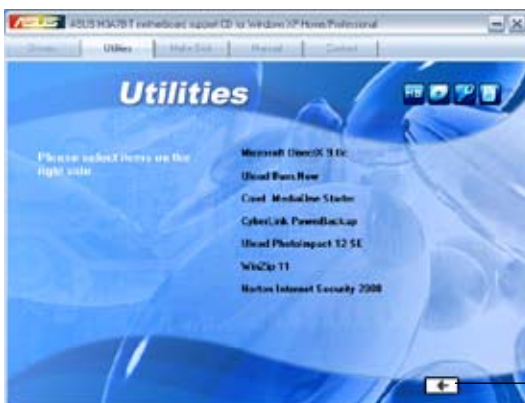 ASUS M3A78-T motherboard support CD for Windows XP Home/Professional
Drivers Utilities Make Disk Manual Contact
Utilities
Please select items on the
right side
Microsoft DirectX 9.0c
Ulead Burn.Now
Corel MediaOne Starter
CyberLink PowerBackup
Ulead PhotoImpact 12 SE
WinZip 11
Norton Internet Security 2008